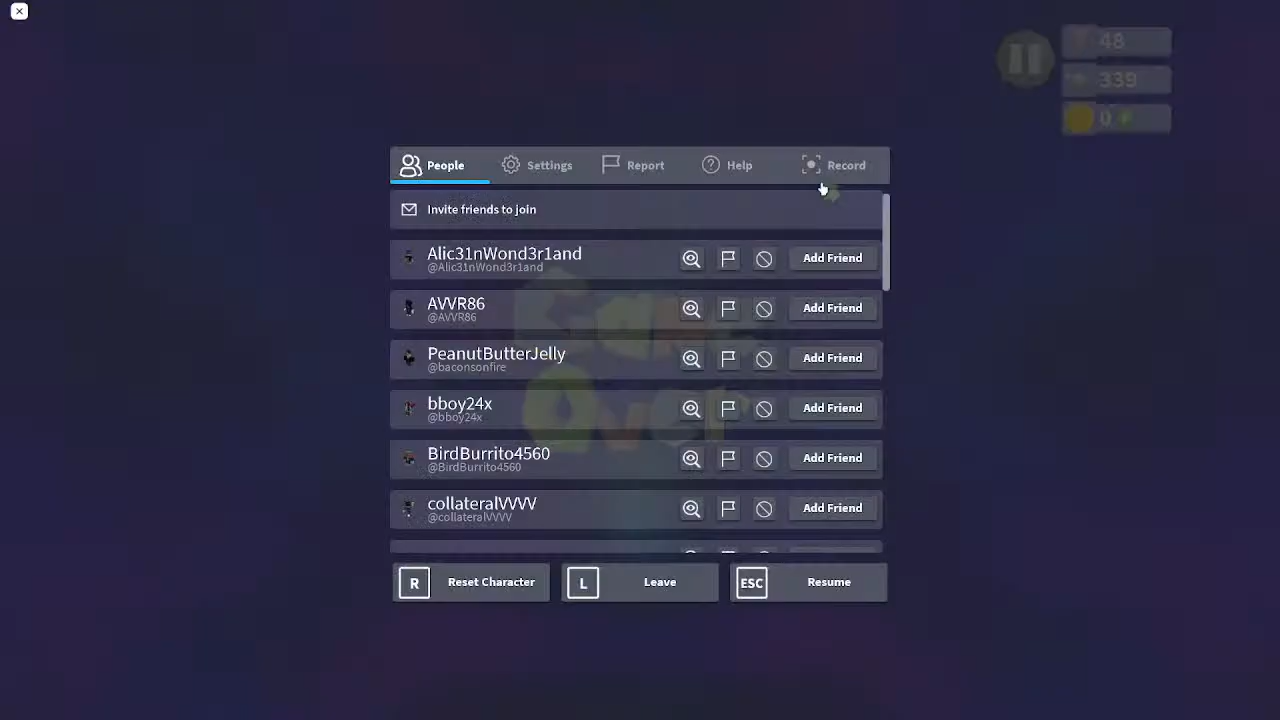 48
339
0
People
Settings
Report
Help
Record
Invite friends to join
Alic31nWond3r1and
@Alic31nWond3r1and
Add Friend
AVVR86
@AVVR86
Add Friend
PeanutButterJelly
@baconsonfire
Add Friend
bboy24x
@bboy24x
Add Friend
BirdBurrito4560
@BirdBurrito4560
Add Friend
collateralVVVV
@collateralVVVV
Add Friend
Game
Over
R Reset Character
L Leave
ESC Resume